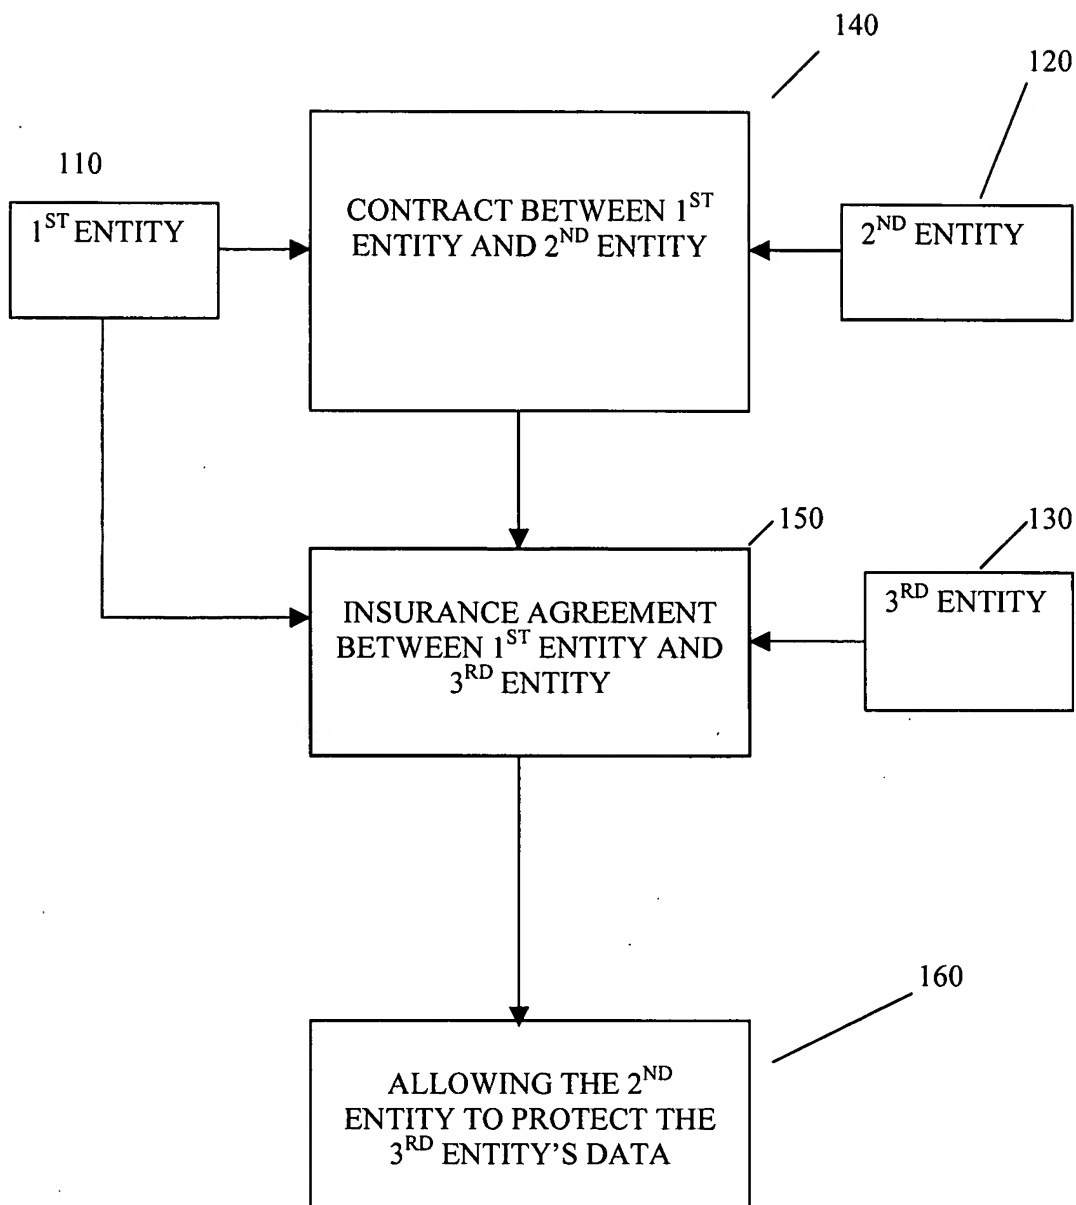 140
120
110
1ST ENTITY
CONTRACT BETWEEN 1ST
ENTITY AND 2ND ENTITY
2ND ENTITY
150
130
INSURANCE AGREEMENT
BETWEEN 1ST ENTITY AND
3RD ENTITY
3RD ENTITY
160
ALLOWING THE 2ND
ENTITY TO PROTECT THE
3RD ENTITY'S DATA